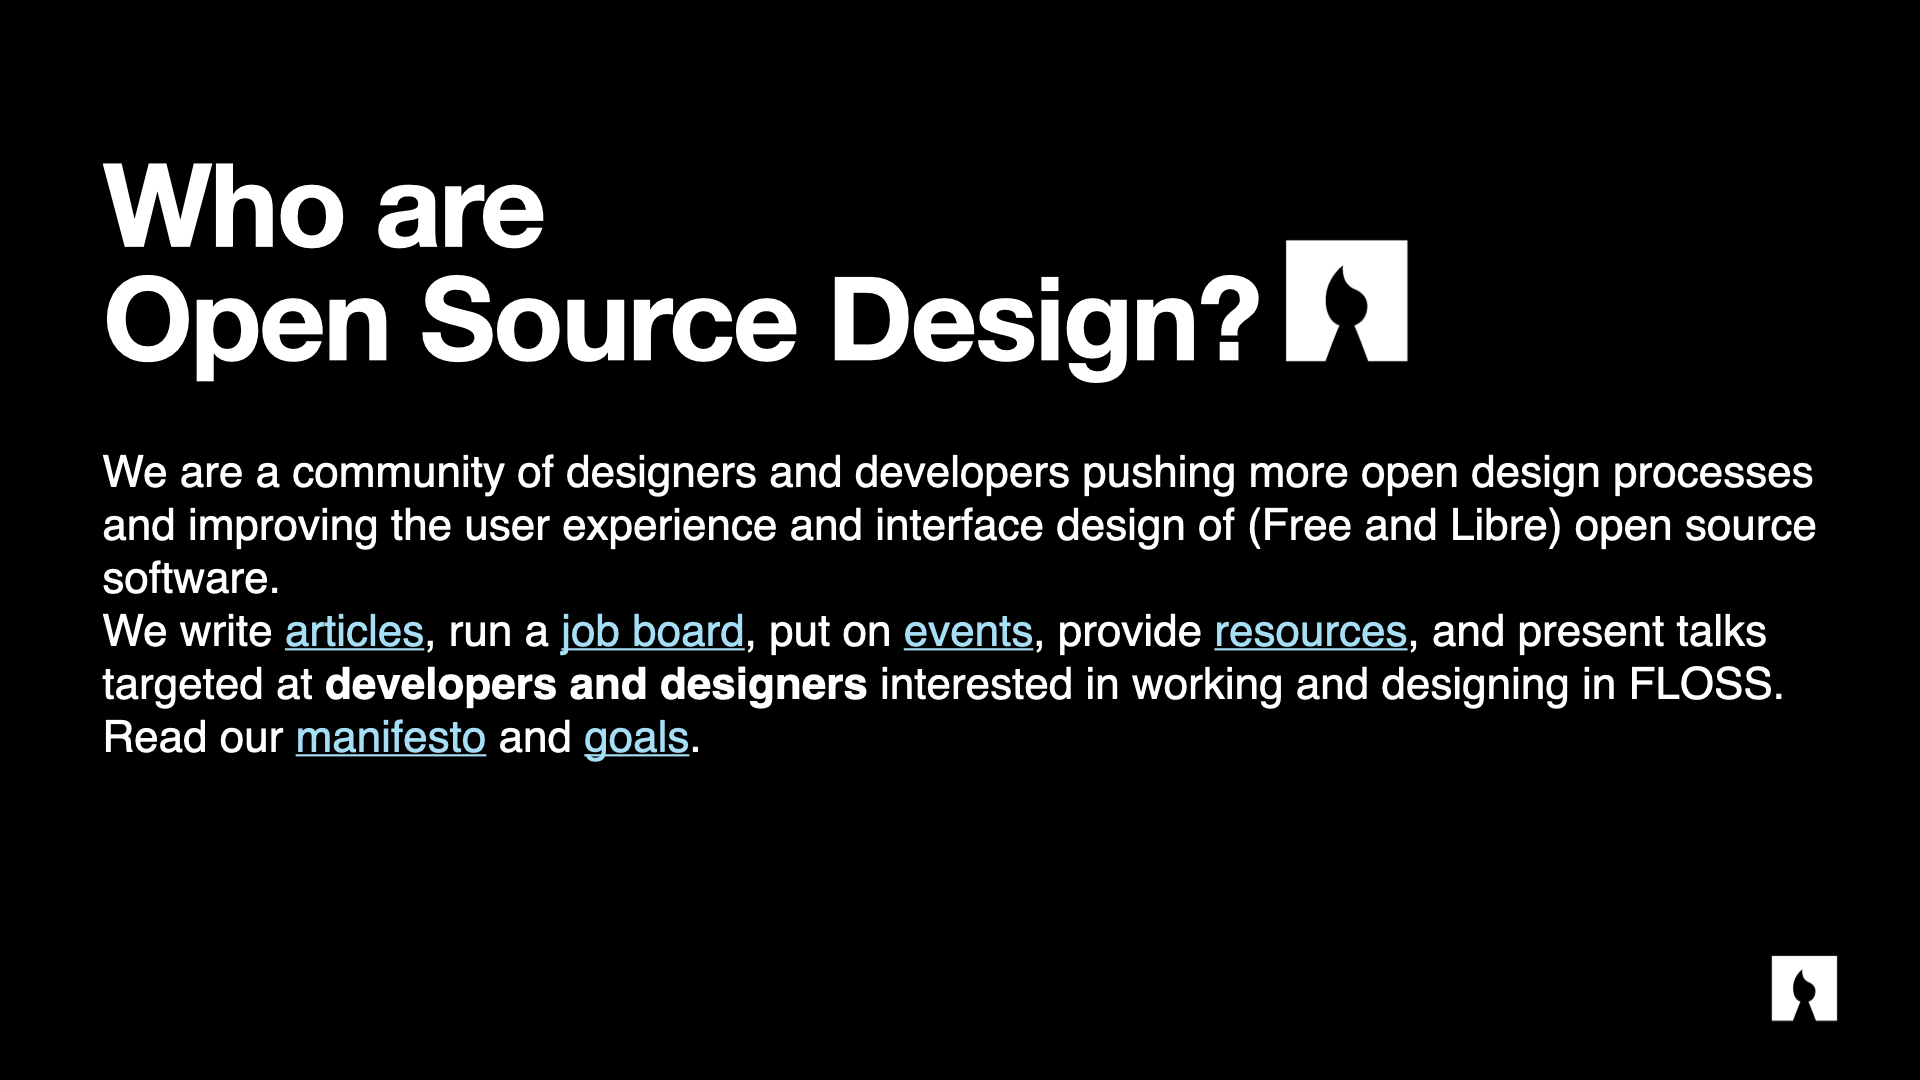 Who are
Open Source Design?
We are a community of designers and developers pushing more open design processes
and improving the user experience and interface design of (Free and Libre) open source
software.
We write articles, run a job board, put on events, provide resources, and present talks
targeted at developers and designers interested in working and designing in FLOSS.
Read our manifesto and goals.